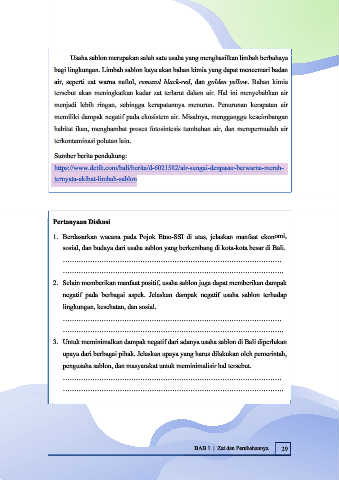 Usaha sablon merupakan salah satu usaha yang menghasilkan limbah berbahaya
bagi lingkungan. Limbah sablon kaya akan bahan kimia yang dapat mencemari badan
air, seperti zat warna naftol, remazol black-red, dan golden yellow. Bahan kimia
tersebut akan meningkatkan kadar zat terlarut dalam air. Hal ini menyebabkan air
menjadi lebih ringan, sehingga kerapatannya menurun. Penurunan kerapatan air
memiliki dampak negatif pada ekosistem air. Misalnya, mengganggu keseimbangan
habitat ikan, menghambat proses fotosintesis tumbuhan air, dan mempermudah air
terkontaminasi polutan lain.
Sumber berita pendukung:
https://www.detik.com/bali/berita/d-6021582/air-sungai-denpasar-berwarna-merah-
ternyata-akibat-limbah-sablon
Pertanyaan Diskusi
1. Berdasarkan wacana pada Pojok Etno-SSI di atas, jelaskan manfaat ekonomi,
sosial, dan budaya dari usaha sablon yang berkembang di kota-kota besar di Bali.
2. Selain memberikan manfaat positif, usaha sablon juga dapat memberikan dampak
negatif pada berbagai aspek. Jelaskan dampak negatif usaha sablon terhadap
lingkungan, kesehatan, dan sosial.
3. Untuk meminimalkan dampak negatif dari adanya usaha sablon di Bali diperlukan
upaya dari berbagai pihak. Jelaskan upaya yang harus dilakukan oleh pemerintah,
pengusaha sablon, dan masyarakat untuk meminimalisir hal tersebut.
BAB 1 | Zat dan Perubahannya 29